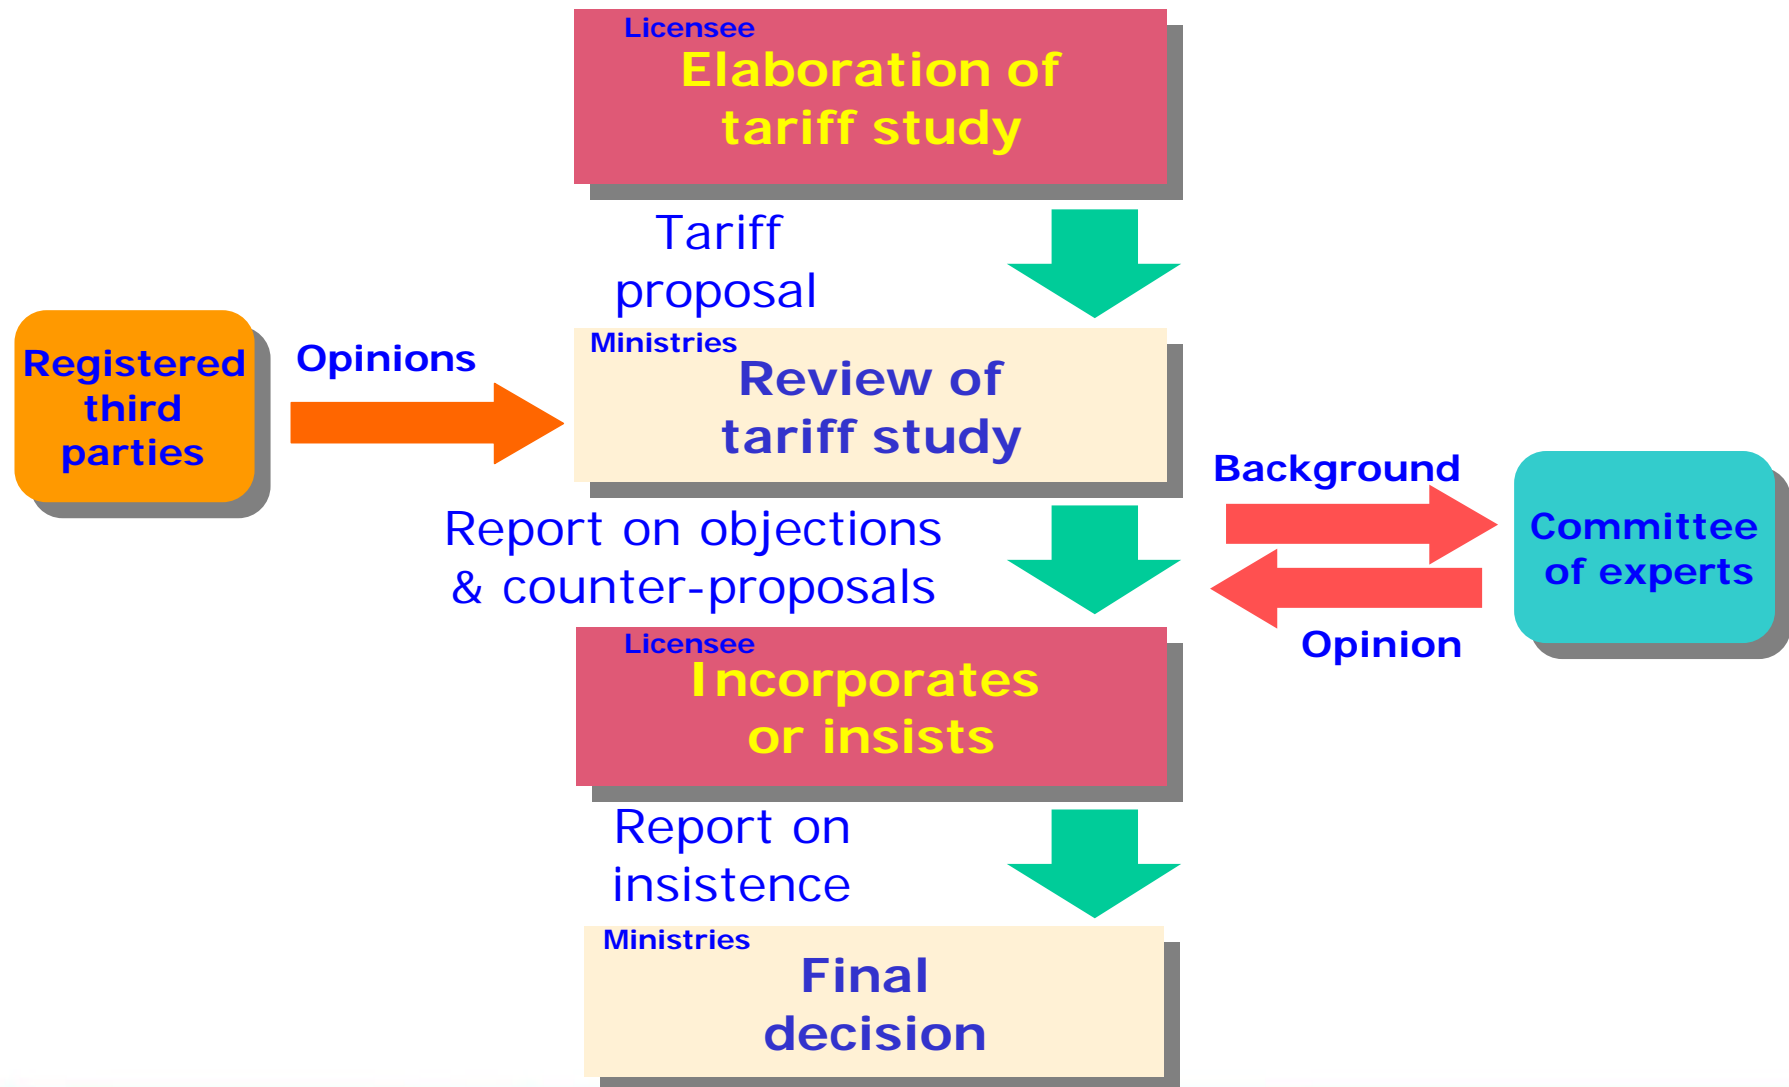 Licensee
Elaboration of
tariff study
Tariff
proposal
Registered
third
parties
Opinions
Ministries
Review of
tariff study
Background
Committee
of experts
Opinion
Report on objections
& counter-proposals
Licensee
Incorporates
or insists
Report on
insistence
Ministries
Final
decision